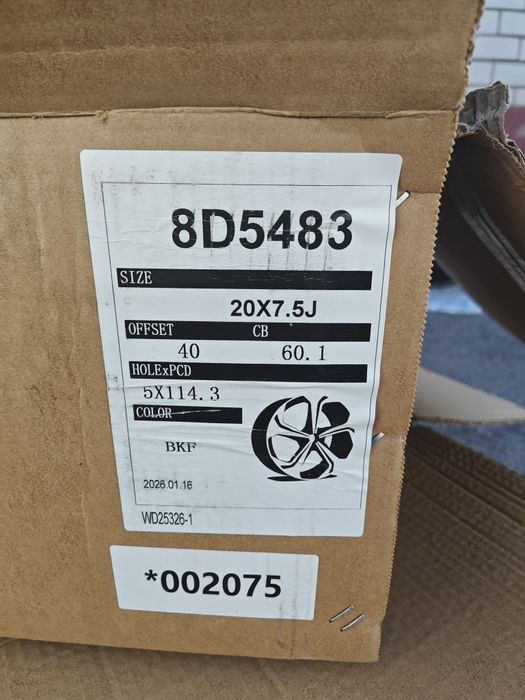 8D5483
SIZE
20X7.5J
OFFSET CB
40 60.1
HOLExPCD
5X114.3
COLOR
BKF
2026.01.16
WD25326-1
*002075